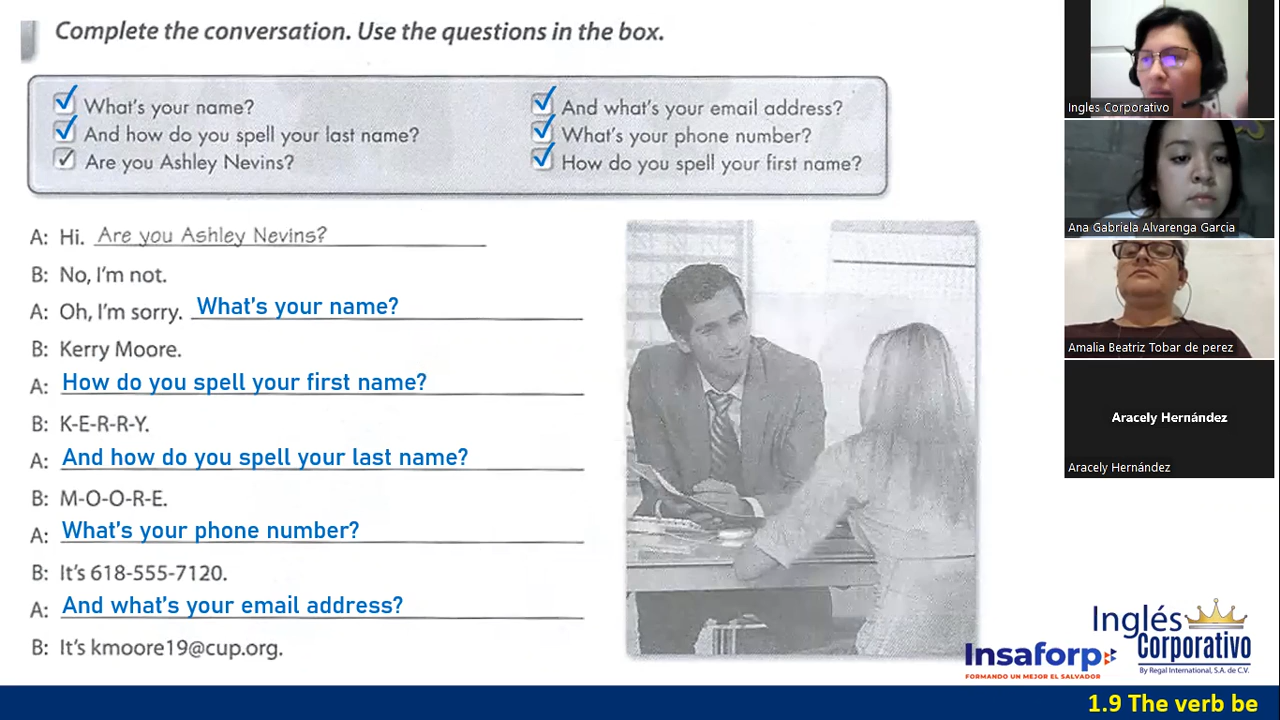 Complete the conversation. Use the questions in the box.
What's your name?
And how do you spell your last name?
Are you Ashley Nevins?
And what's your email address?
What's your phone number?
How do you spell your first name?
A: Hi. Are you Ashley Nevins?
B: No, I'm not.
A: Oh, I'm sorry. What's your name?
B: Kerry Moore.
A: How do you spell your first name?
B: K-E-R-R-Y.
A: And how do you spell your last name?
B: M-O-O-R-E.
A: What's your phone number?
B: It's 618-555-7120.
A: And what's your email address?
B: It's kmoore19@cup.org.
Ingles Corporativo
Ana Gabriela Alvarenga Garcia
Amalia Beatriz Tobar de perez
Aracely Hernández
Aracely Hernández
Insaforp
FORMANDO UN MEJOR EL SALVADOR
Inglés
Corporativo
By Regal International, S.A. de C.V.
1.9 The verb be